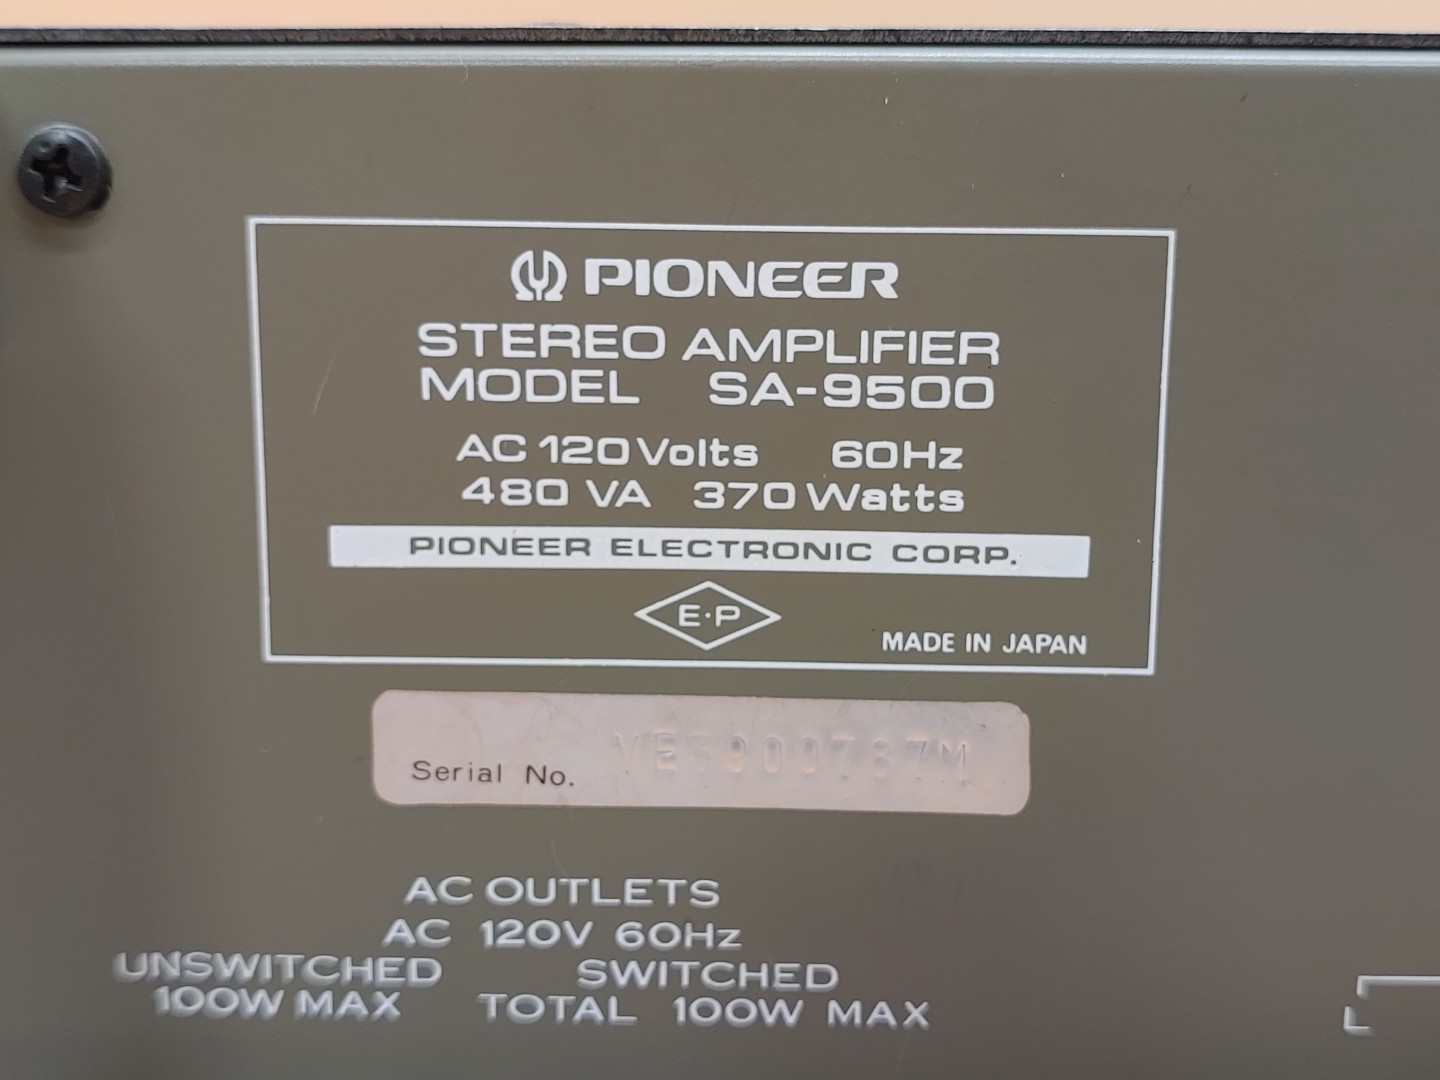 PIONEER
STEREO AMPLIFIER
MODEL SA-9500
AC 120 Volts 60Hz
480 VA 370 Watts
PIONEER ELECTRONIC CORP.
E·P
MADE IN JAPAN
Serial No.
AC OUTLETS
AC 120V 60Hz
UNSWITCHED SWITCHED
100W MAX TOTAL 100W MAX